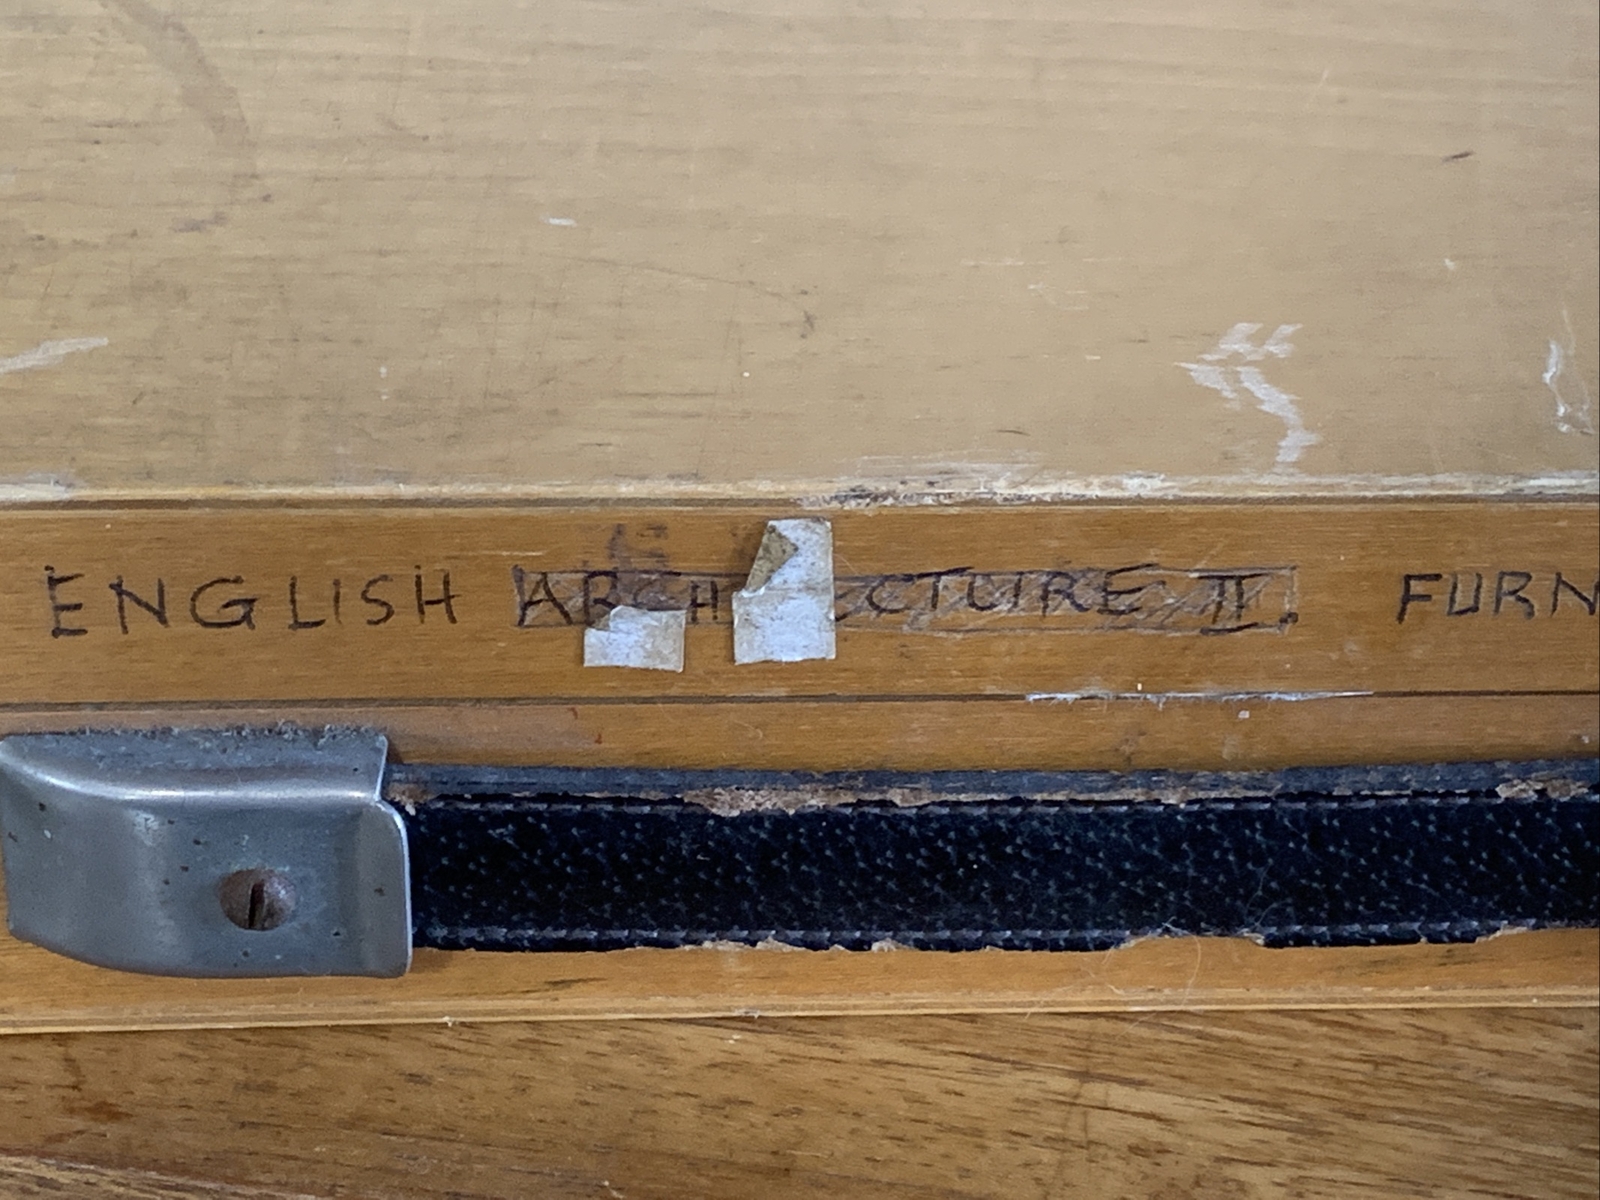 ENGLISH ARCHITECTURE II. FURN